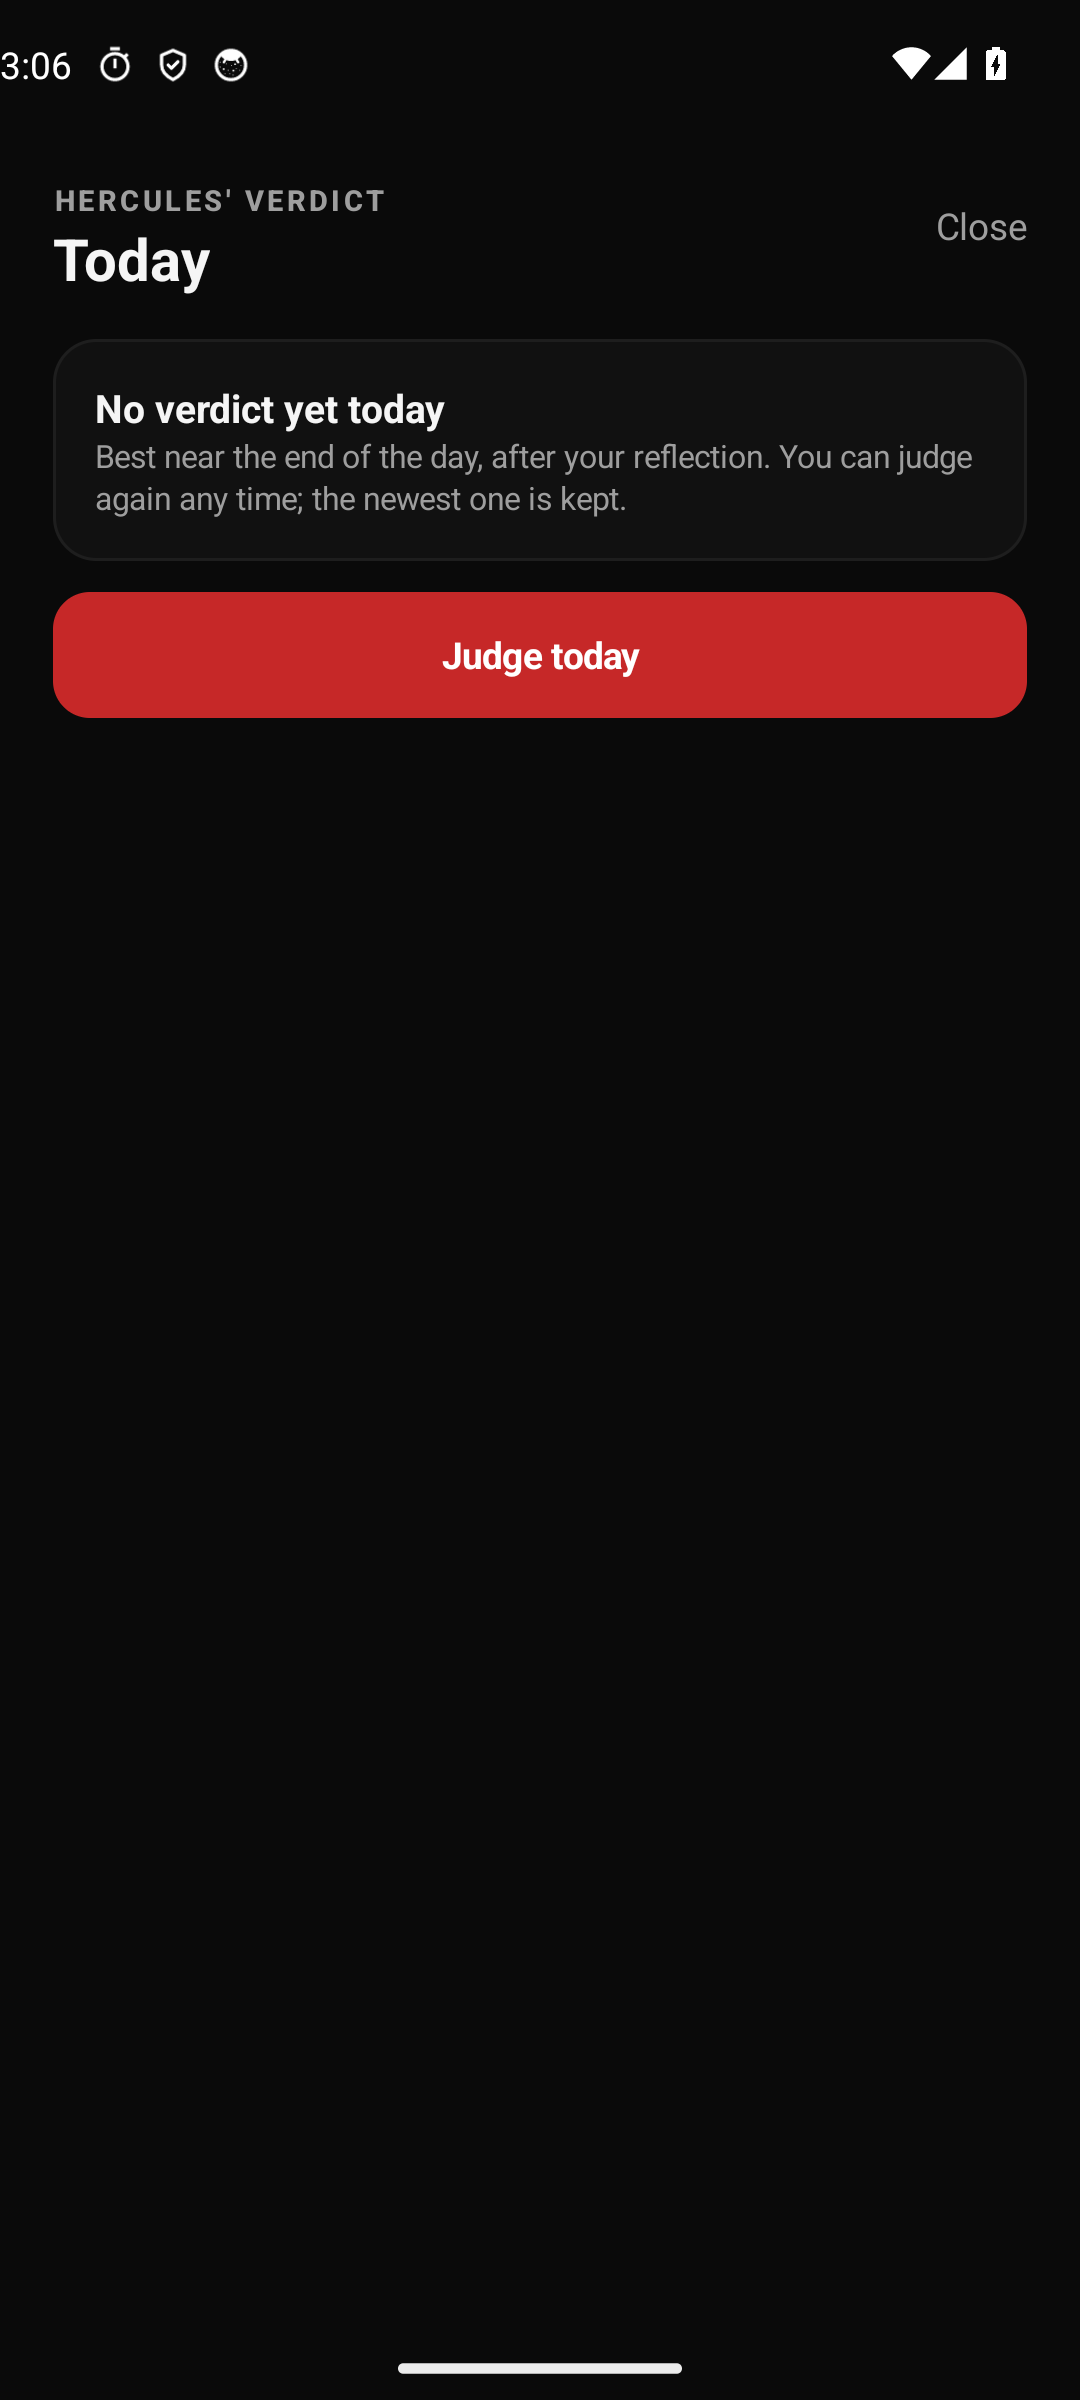 3:06
HERCULES' VERDICT
Today
Close
No verdict yet today
Best near the end of the day, after your reflection. You can judge
again any time; the newest one is kept.
Judge today